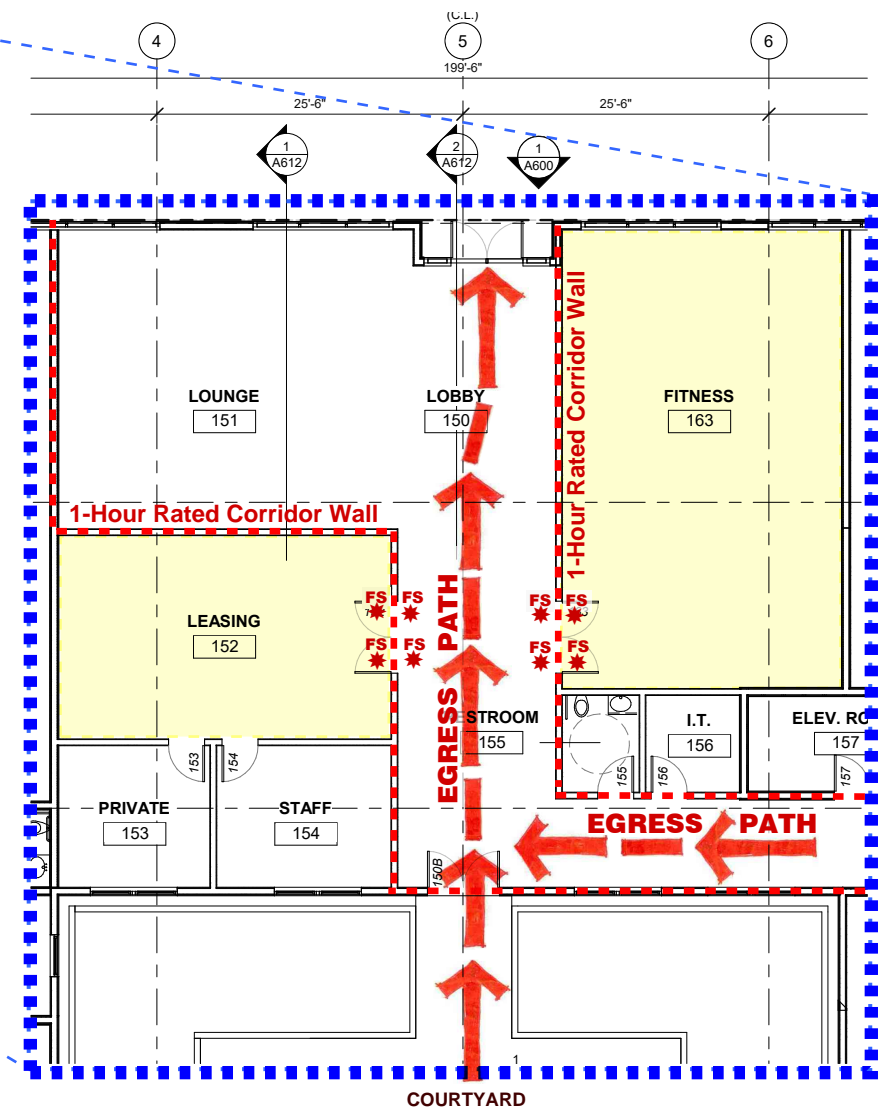 (C.L.)
4
5
6
199'-6"
25'-6"
25'-6"
1
A612
2
A612
1
A600
1-Hour Rated Corridor Wall
LOUNGE
151
LOBBY
150
FITNESS
163
1-Hour Rated Corridor Wall
FS
FS
FS
FS
LEASING
152
FS
FS
FS
FS
EGRESS PATH
STROOM
155
I.T.
156
ELEV. RO
157
153
154
155
156
157
PRIVATE
153
STAFF
154
EGRESS PATH
150B
1
COURTYARD